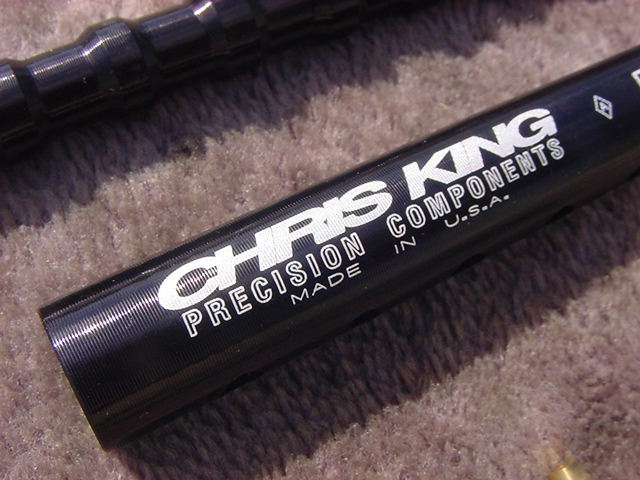 CHRIS KING
PRECISION COMPONENTS
MADE IN U.S.A.